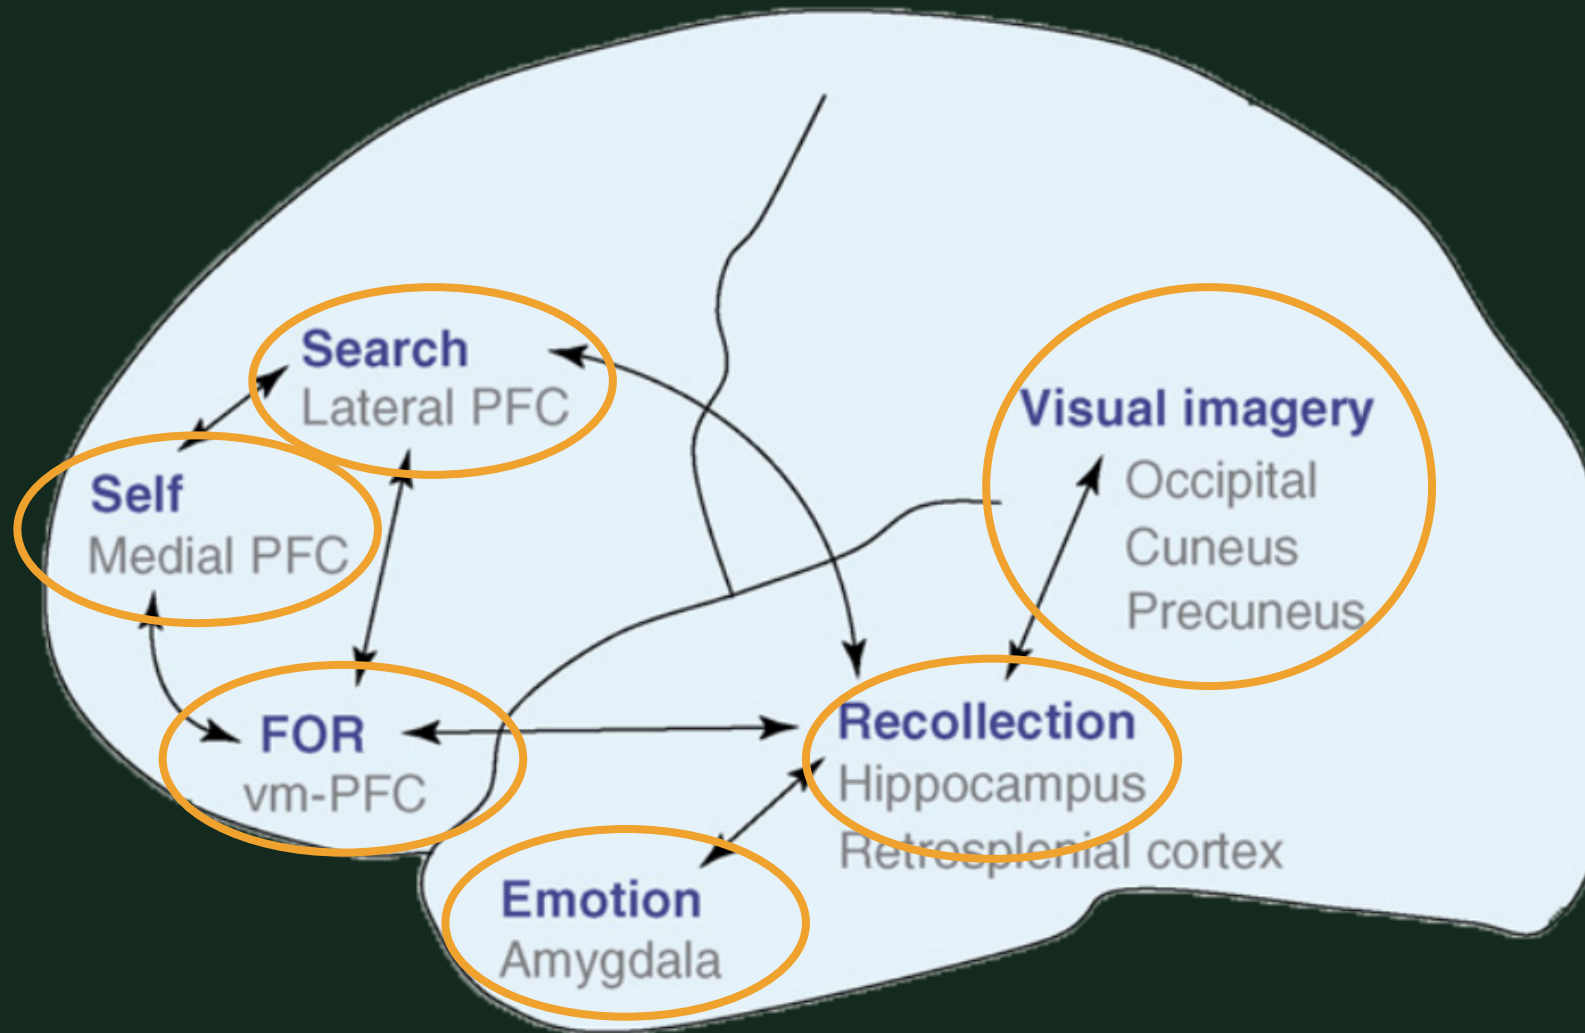 Search
Lateral PFC
Self
Medial PFC
FOR
vm-PFC
Emotion
Amygdala
Visual imagery
Occipital
Cuneus
Precuneus
Recollection
Hippocampus
Retrosplenial cortex